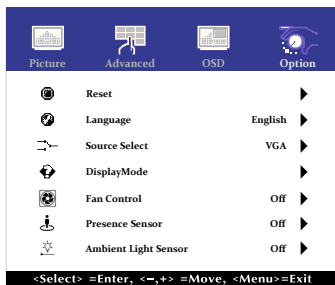 Picture Advanced OSD Option
Reset
Language English
Source Select VGA
DisplayMode
Fan Control Off
Presence Sensor Off
Ambient Light Sensor Off
<Select> =Enter, <−,+> =Move, <Menu>=Exit